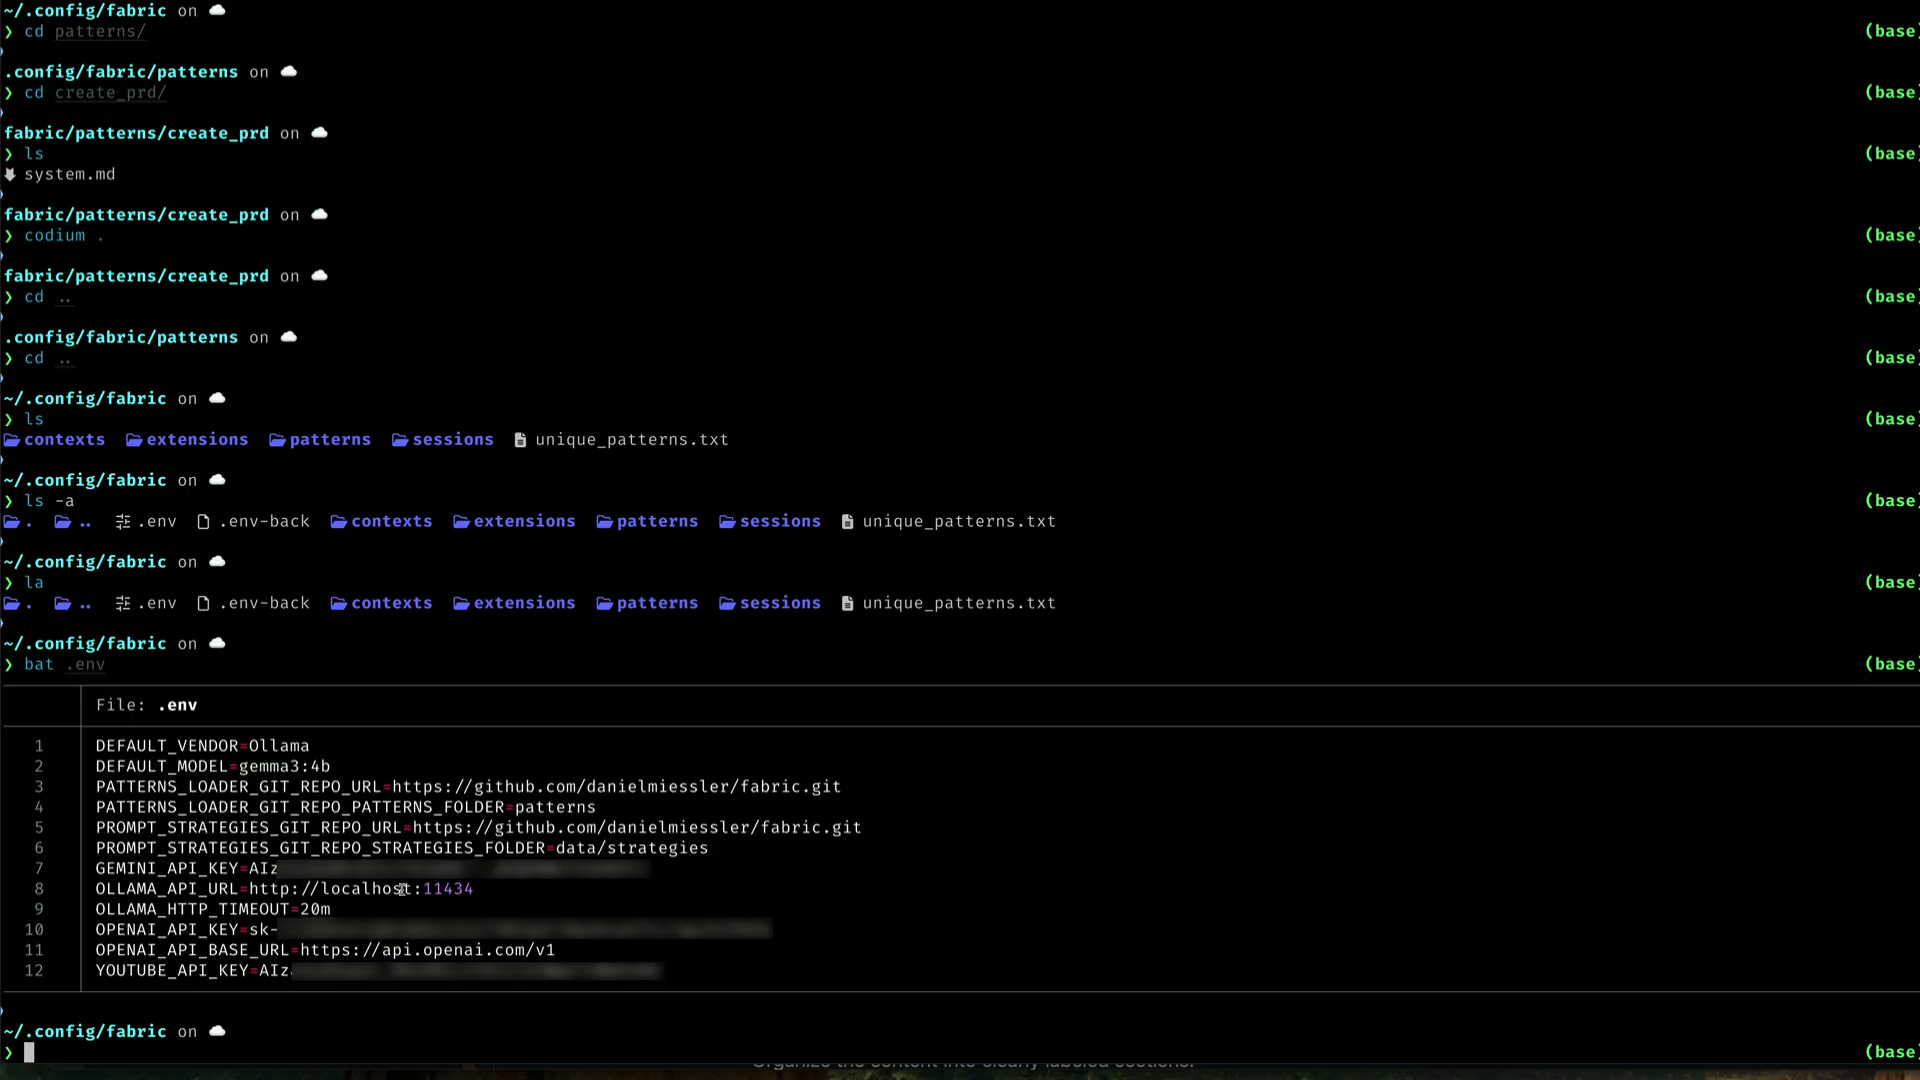 ~/.config/fabric on
❯ cd patterns/ (base)
.config/fabric/patterns on
❯ cd create_prd/ (base)
fabric/patterns/create_prd on
❯ ls (base)
system.md
fabric/patterns/create_prd on
❯ codium . (base)
fabric/patterns/create_prd on
❯ cd .. (base)
.config/fabric/patterns on
❯ cd .. (base)
~/.config/fabric on
❯ ls (base)
contexts extensions patterns sessions unique_patterns.txt
~/.config/fabric on
❯ ls -a (base)
. .. .env .env-back contexts extensions patterns sessions unique_patterns.txt
~/.config/fabric on
❯ la (base)
. .. .env .env-back contexts extensions patterns sessions unique_patterns.txt
~/.config/fabric on
❯ bat .env (base)
File: .env
1 DEFAULT_VENDOR=Ollama
2 DEFAULT_MODEL=gemma3:4b
3 PATTERNS_LOADER_GIT_REPO_URL=https://github.com/danielmiessler/fabric.git
4 PATTERNS_LOADER_GIT_REPO_PATTERNS_FOLDER=patterns
5 PROMPT_STRATEGIES_GIT_REPO_URL=https://github.com/danielmiessler/fabric.git
6 PROMPT_STRATEGIES_GIT_REPO_STRATEGIES_FOLDER=data/strategies
7 GEMINI_API_KEY=AIz
8 OLLAMA_API_URL=http://localhost:11434
9 OLLAMA_HTTP_TIMEOUT=20m
10 OPENAI_API_KEY=sk-
11 OPENAI_API_BASE_URL=https://api.openai.com/v1
12 YOUTUBE_API_KEY=AIz
~/.config/fabric on
❯ (base)
Organize the content into clearly labeled sections.